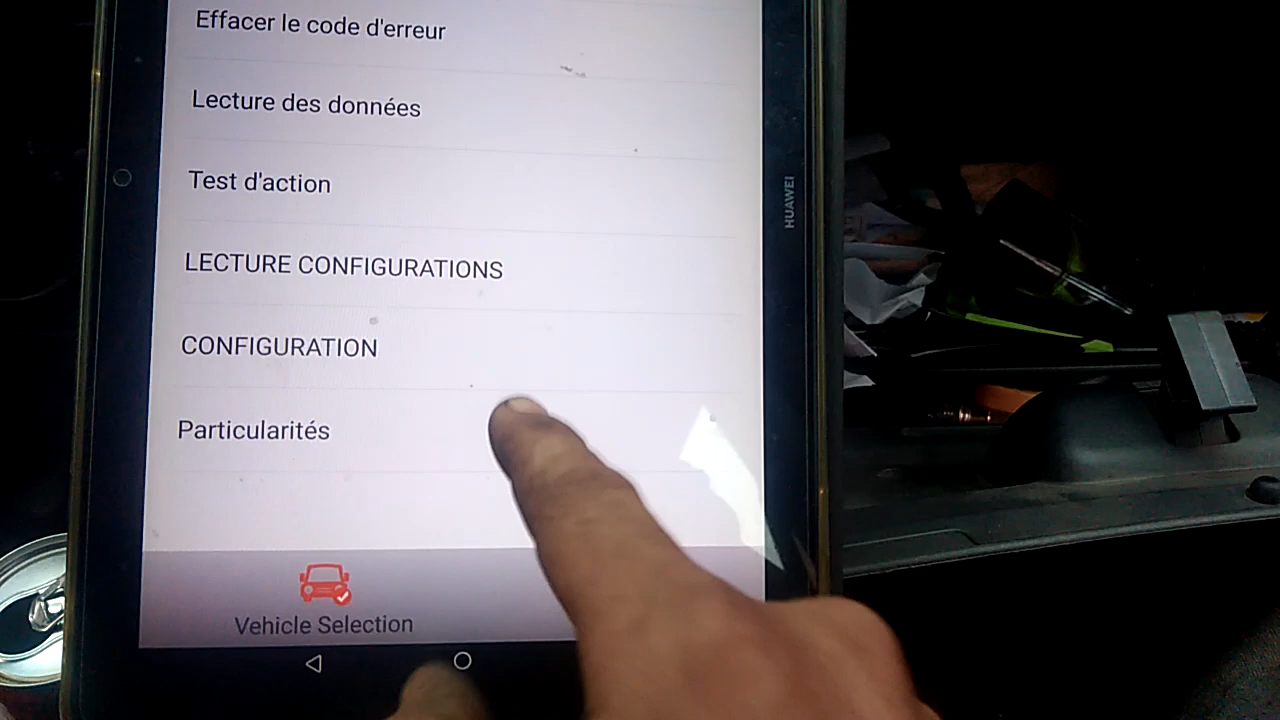 Effacer le code d'erreur
Lecture des données
Test d'action
LECTURE CONFIGURATIONS
CONFIGURATION
Particularités
Vehicle Selection
HUAWEI